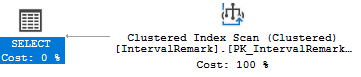 SELECT
Cost: 0 %
Clustered Index Scan (Clustered)
[IntervalRemark].[PK_IntervalRemark…
Cost: 100 %